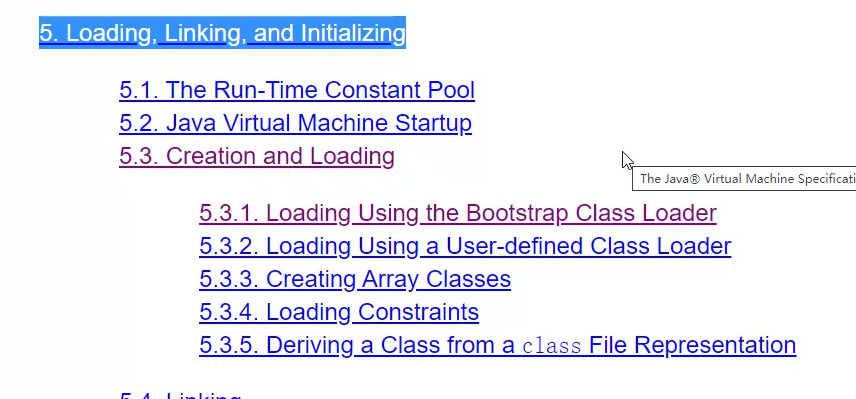 5. Loading, Linking, and Initializing
5.1. The Run-Time Constant Pool
5.2. Java Virtual Machine Startup
5.3. Creation and Loading
The Java® Virtual Machine Specificati
5.3.1. Loading Using the Bootstrap Class Loader
5.3.2. Loading Using a User-defined Class Loader
5.3.3. Creating Array Classes
5.3.4. Loading Constraints
5.3.5. Deriving a Class from a class File Representation
5.4. Linking